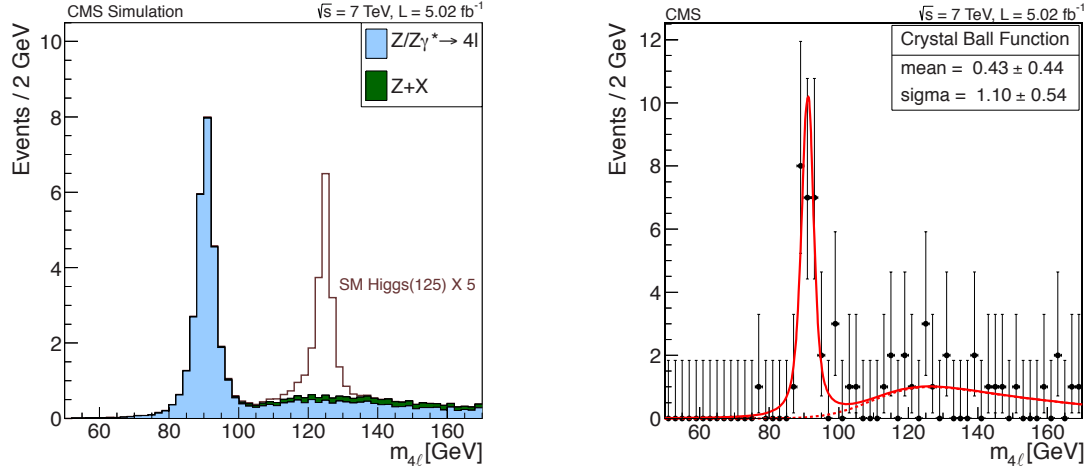 CMS Simulation
√s = 7 TeV, L = 5.02 fb⁻¹
Events / 2 GeV
10
8
6
4
2
0
Z/Zγ*→ 4l
Z+X
SM Higgs(125) X 5
60 80 100 120 140 160
m4ℓ[GeV]
CMS
√s = 7 TeV, L = 5.02 fb⁻¹
Events / 2 GeV
12
10
8
6
4
2
0
Crystal Ball Function
mean = 0.43 ± 0.44
sigma = 1.10 ± 0.54
60 80 100 120 140 160
m4ℓ[GeV]